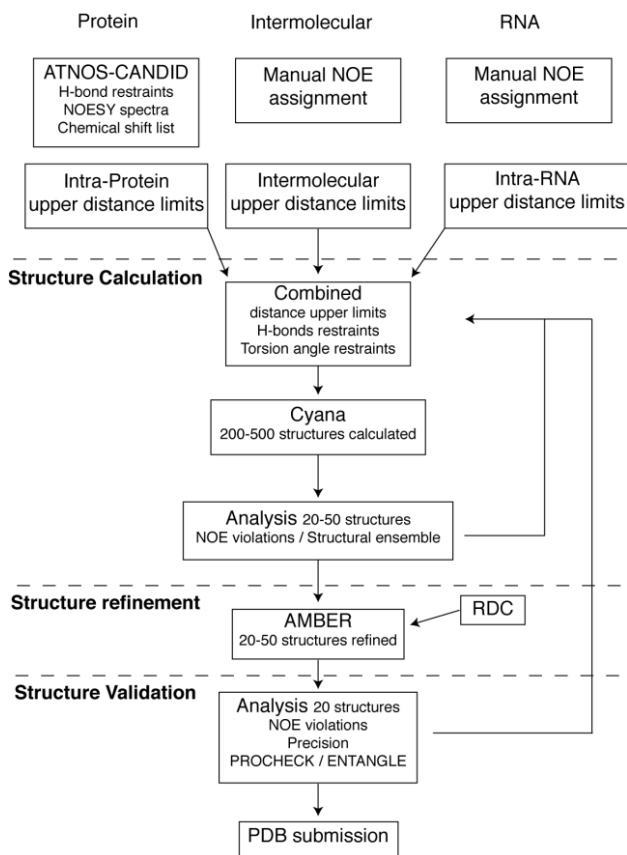 Protein
Intermolecular
RNA
ATNOS-CANDID
H-bond restraints
NOESY spectra
Chemical shift list
Manual NOE
assignment
Manual NOE
assignment
Intra-Protein
upper distance limits
Intermolecular
upper distance limits
Intra-RNA
upper distance limits
Structure Calculation
Combined
distance upper limits
H-bonds restraints
Torsion angle restraints
Cyana
200-500 structures calculated
Analysis 20-50 structures
NOE violations / Structural ensemble
Structure refinement
AMBER
20-50 structures refined
RDC
Structure Validation
Analysis 20 structures
NOE violations
Precision
PROCHECK / ENTANGLE
PDB submission